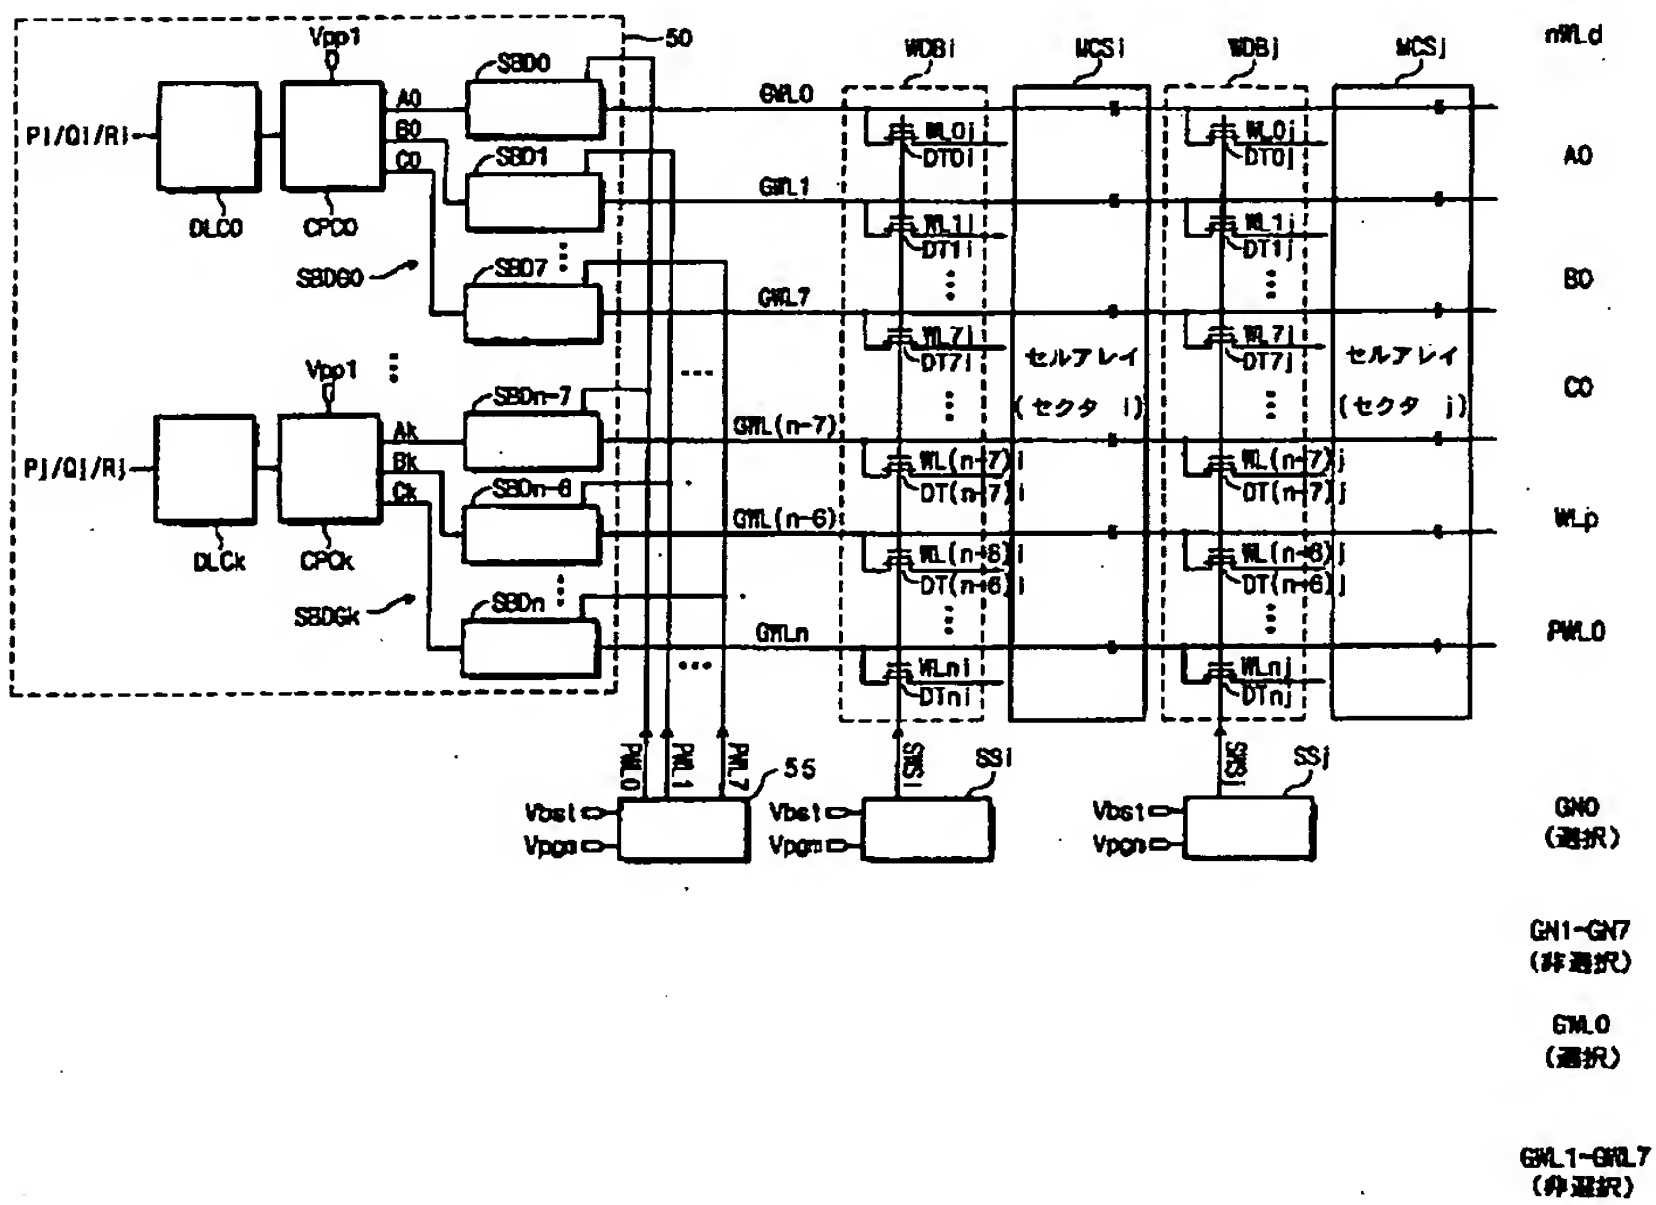 Vpp1
50
SBD0
WDBi
MCSi
WDBj
MCSj
nWLd
A0
GWL0
Pi/Qi/Ri
B0
WL0i
WL0j
C0
SBD1
DT0i
DT0j
A0
GWL1
DLC0
CPC0
WL1i
WL1j
DT1i
DT1j
SBDG0
SBD7
B0
GWL7
WL7i
WL7j
DT7i
DT7j
セルアレイ
セルアレイ
Vpp1
SBDn-7
(セクタ i)
(セクタ j)
C0
Ak
GWL(n-7)
Pj/Qj/Rj
Bk
WL(n-7)i
WL(n-7)j
Ck
SBDn-6
DT(n-7)i
DT(n-7)j
GWL(n-6)
WLp
DLCk
CPCk
WL(n-6)i
WL(n-6)j
DT(n-6)i
DT(n-6)j
SBDGk
SBDn
GWLn
PWL0
WLni
WLnj
DTni
DTnj
PWL0
PWL1
PWL7
55
SWSi
SSi
SWSj
SSj
Vbst
Vbst
Vbst
Vpgm
Vpgm
Vpgm
GN0
(選択)
GN1-GN7
(非選択)
GWL0
(選択)
GWL1-GWL7
(非選択)